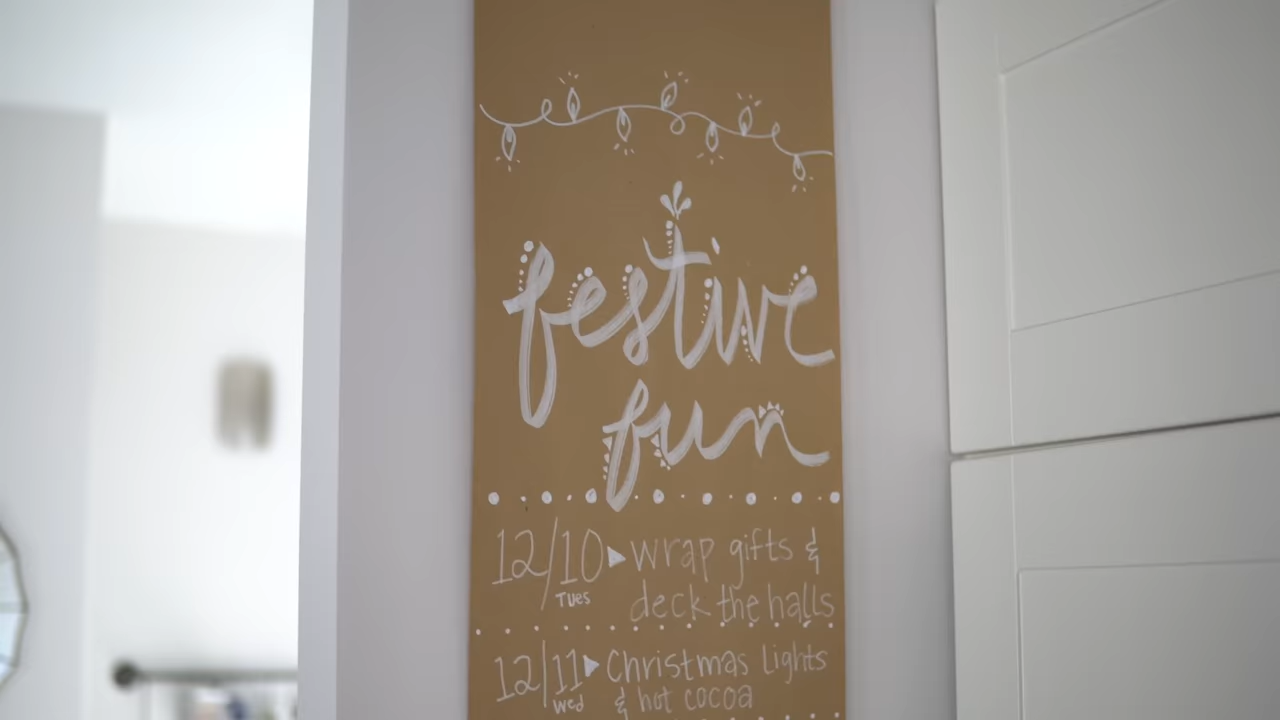 festive
fun
12/10 ▸ wrap gifts &
Tues deck the halls
12/11 ▸ Christmas lights
wed & hot cocoa